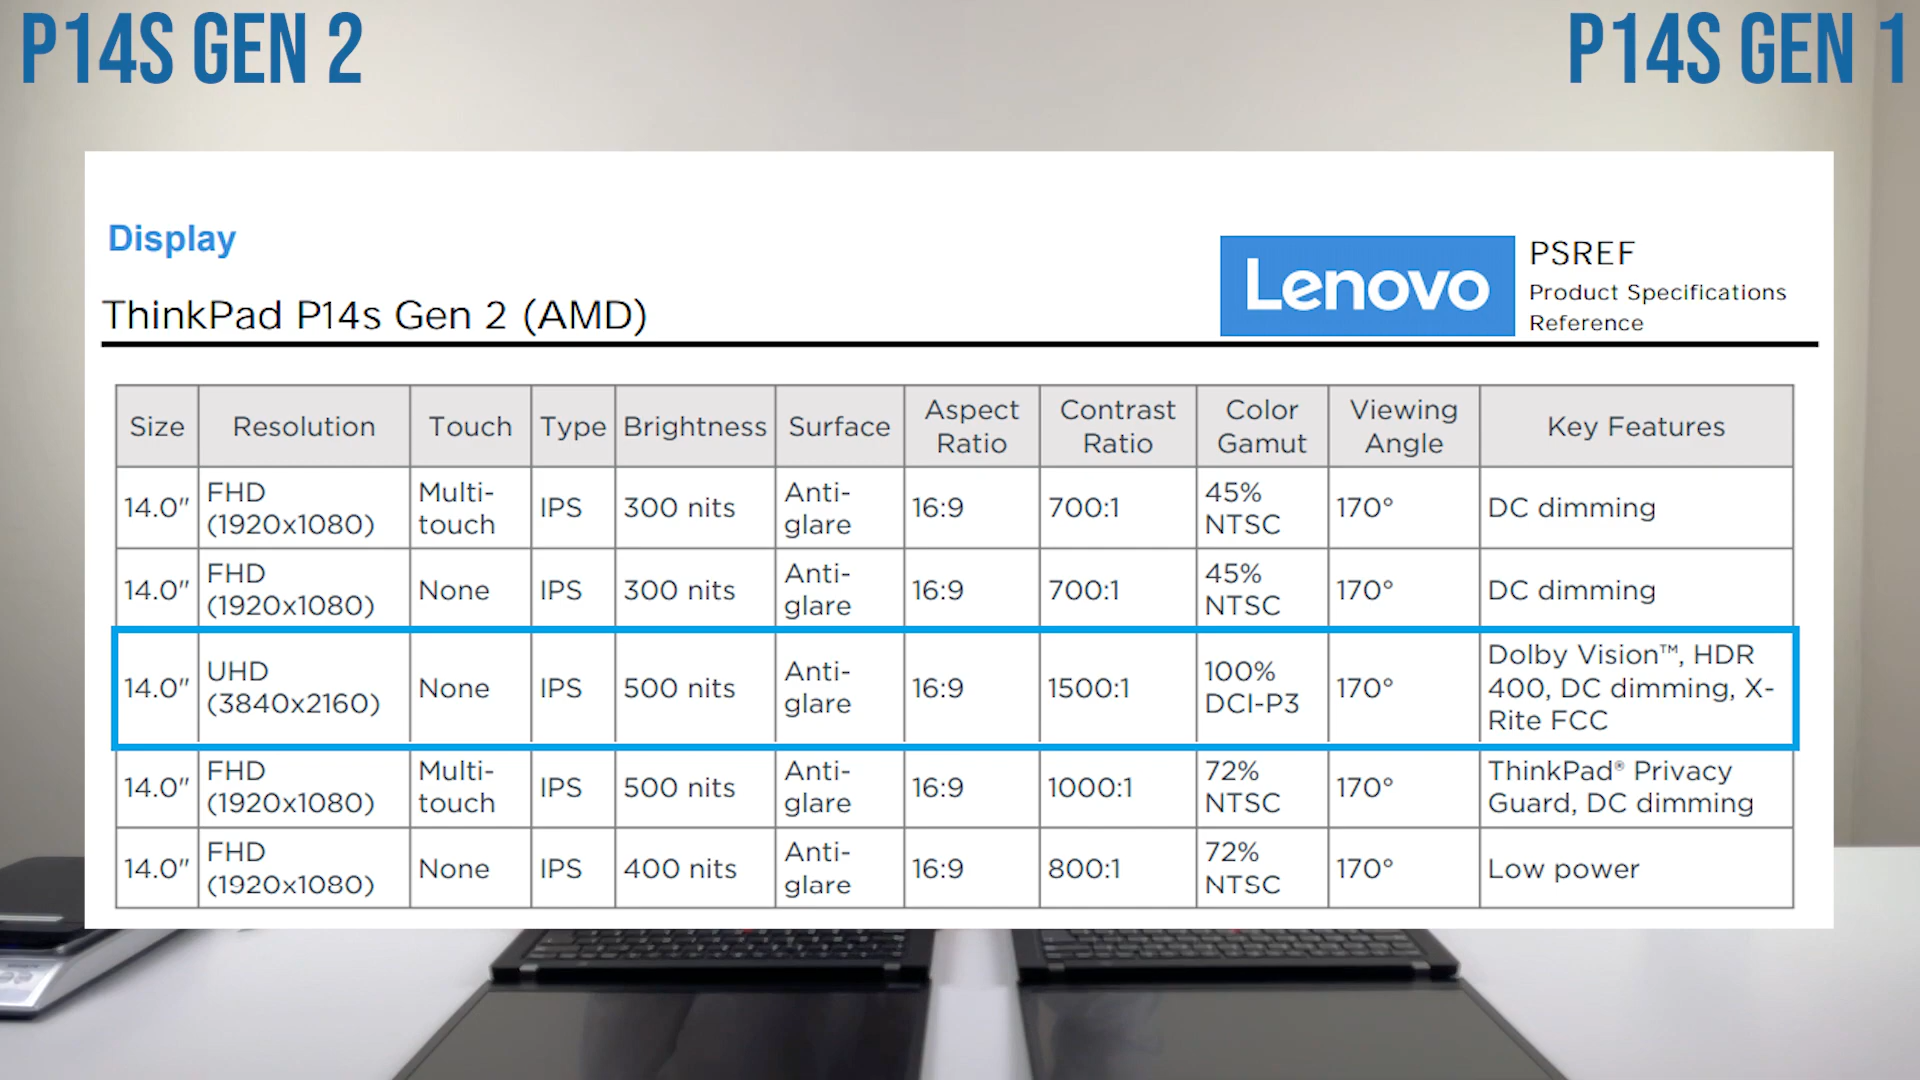 P14S GEN 2
P14S GEN 1
Display
ThinkPad P14s Gen 2 (AMD)
Lenovo
PSREF
Product Specifications
Reference
Size Resolution Touch Type Brightness Surface Aspect Ratio Contrast Ratio Color Gamut Viewing Angle Key Features
14.0" FHD (1920x1080) Multi-touch IPS 300 nits Anti-glare 16:9 700:1 45% NTSC 170° DC dimming
14.0" FHD (1920x1080) None IPS 300 nits Anti-glare 16:9 700:1 45% NTSC 170° DC dimming
14.0" UHD (3840x2160) None IPS 500 nits Anti-glare 16:9 1500:1 100% DCI-P3 170° Dolby Vision™, HDR 400, DC dimming, X-Rite FCC
14.0" FHD (1920x1080) Multi-touch IPS 500 nits Anti-glare 16:9 1000:1 72% NTSC 170° ThinkPad® Privacy Guard, DC dimming
14.0" FHD (1920x1080) None IPS 400 nits Anti-glare 16:9 800:1 72% NTSC 170° Low power